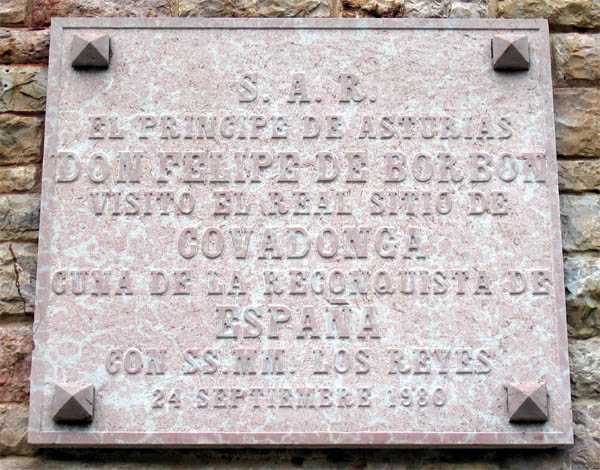 S. A. R.
EL PRINCIPE DE ASTURIAS
DON FELIPE DE BORBON
VISITO EL REAL SITIO DE
COVADONGA
CUNA DE LA RECONQUISTA DE
ESPAÑA
CON SS.MM. LOS REYES
24 SEPTIEMBRE 1980